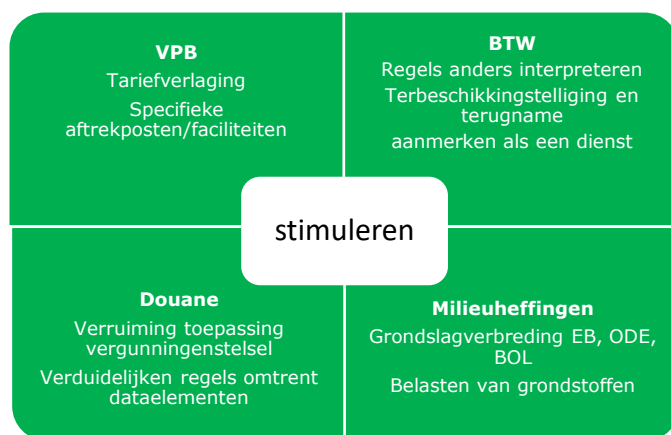 VPB
Tariefverlaging
Specifieke
aftrekposten/faciliteiten
BTW
Regels anders interpreteren
Terbeschikkingstelliging en
terugname
aanmerken als een dienst
stimuleren
Douane
Verruiming toepassing
vergunningenstelsel
Verduidelijken regels omtrent
dataelementen
Milieuheffingen
Grondslagverbreding EB, ODE,
BOL
Belasten van grondstoffen